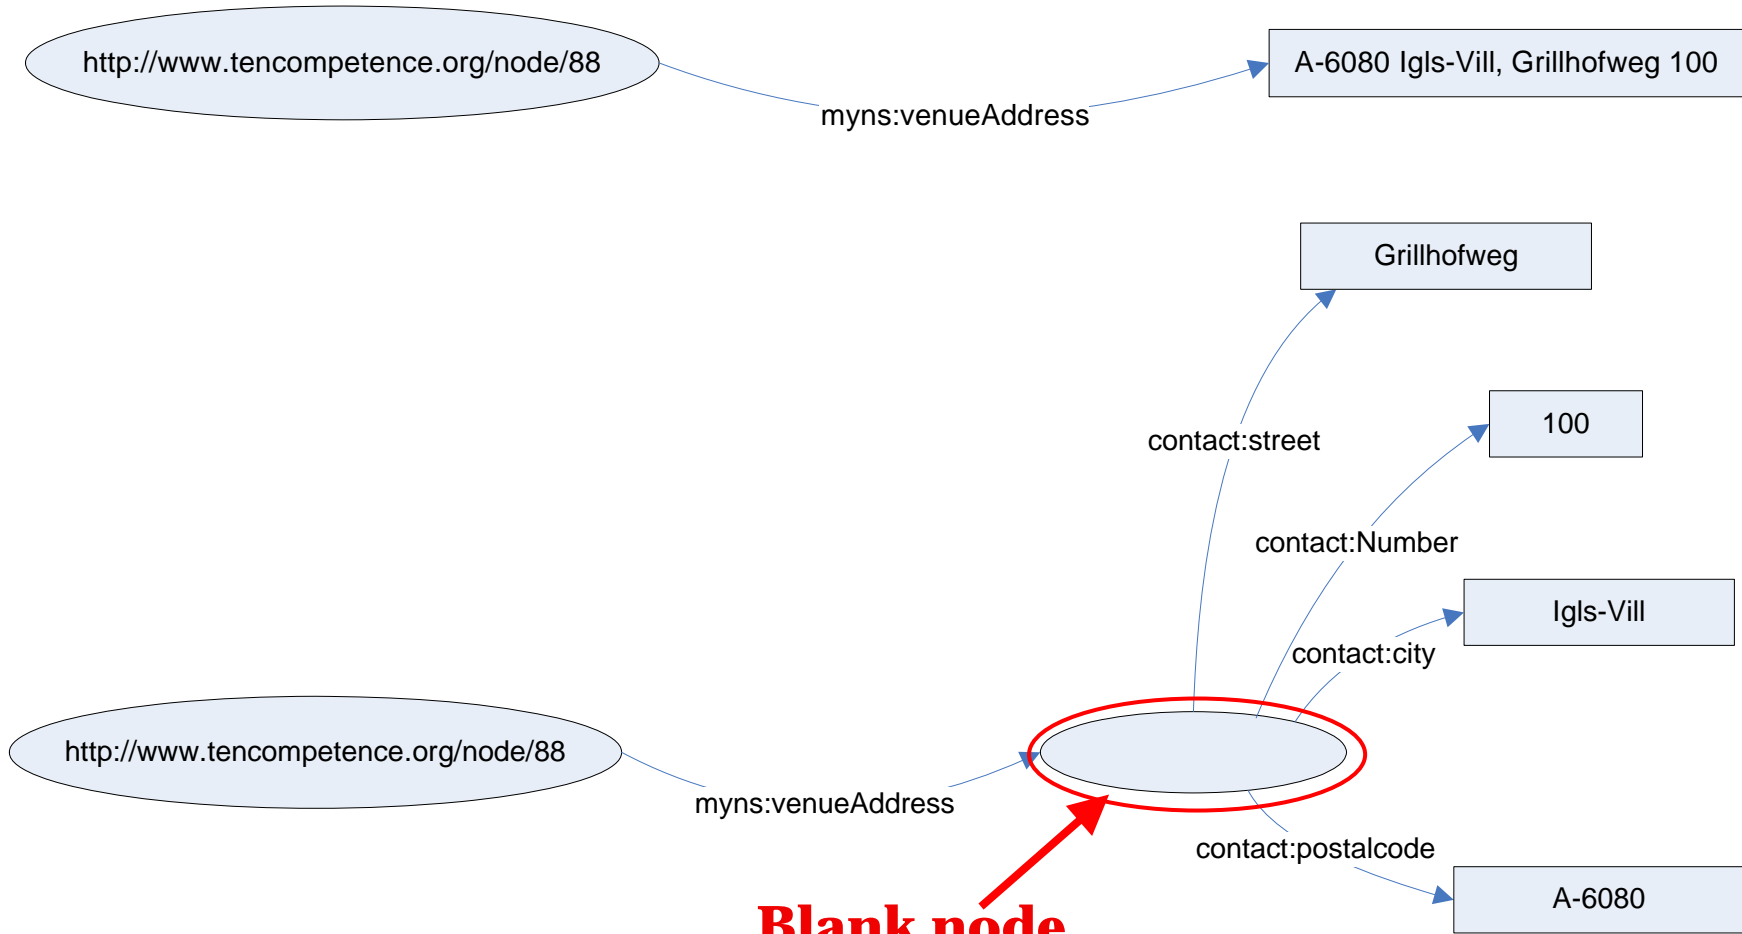 http://www.tencompetence.org/node/88
A-6080 Igls-Vill, Grillhofweg 100
myns:venueAddress
Grillhofweg
100
contact:street
contact:Number
Igls-Vill
contact:city
http://www.tencompetence.org/node/88
myns:venueAddress
contact:postalcode
A-6080
Blank node